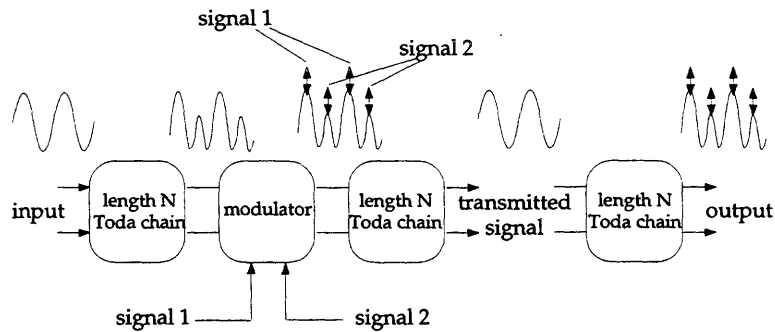 signal 1
signal 2
input
length N
Toda chain
modulator
length N
Toda chain
transmitted
signal
length N
Toda chain
output
signal 1
signal 2